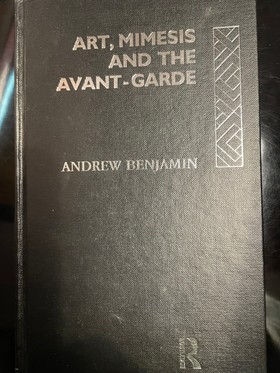 ART, MIMESIS
AND THE
AVANT-GARDE
ANDREW BENJAMIN
R